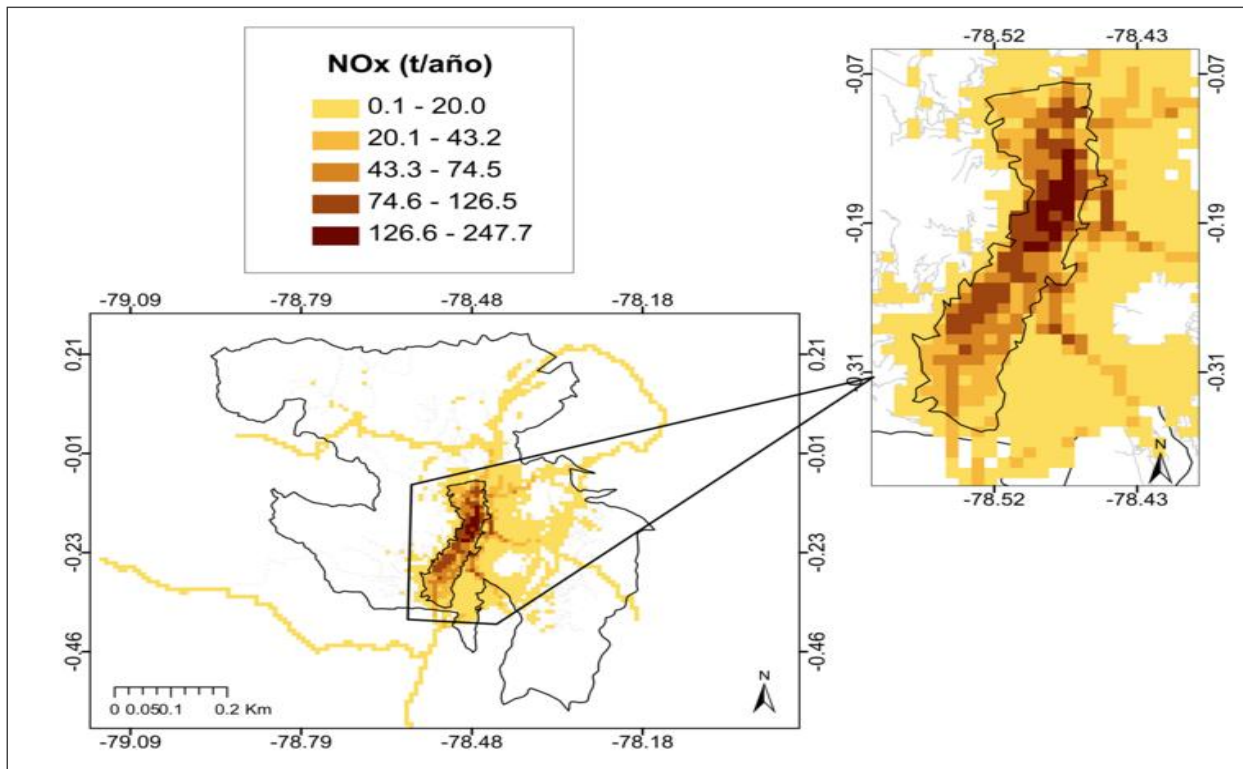 NOx (t/año)
0.1 - 20.0
20.1 - 43.2
43.3 - 74.5
74.6 - 126.5
126.6 - 247.7
-78.52 -78.43
-0.07 -0.07
-0.19 -0.19
-0.31 -0.31
N
-78.52 -78.43
-79.09 -78.79 -78.48 -78.18
0.21 0.21
-0.01 -0.01
-0.23 -0.23
-0.46 -0.46
N
0 0.050.1 0.2 Km
-79.09 -78.79 -78.48 -78.18